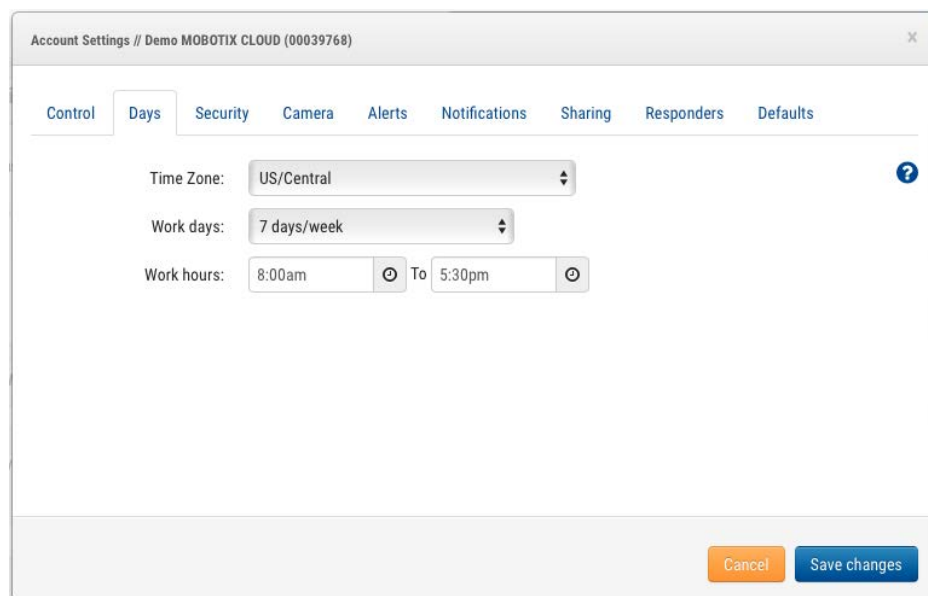 Account Settings // Demo MOBOTIX CLOUD (00039768) x
Control Days Security Camera Alerts Notifications Sharing Responders Defaults
Time Zone: US/Central ?
Work days: 7 days/week
Work hours: 8:00am To 5:30pm
Cancel Save changes